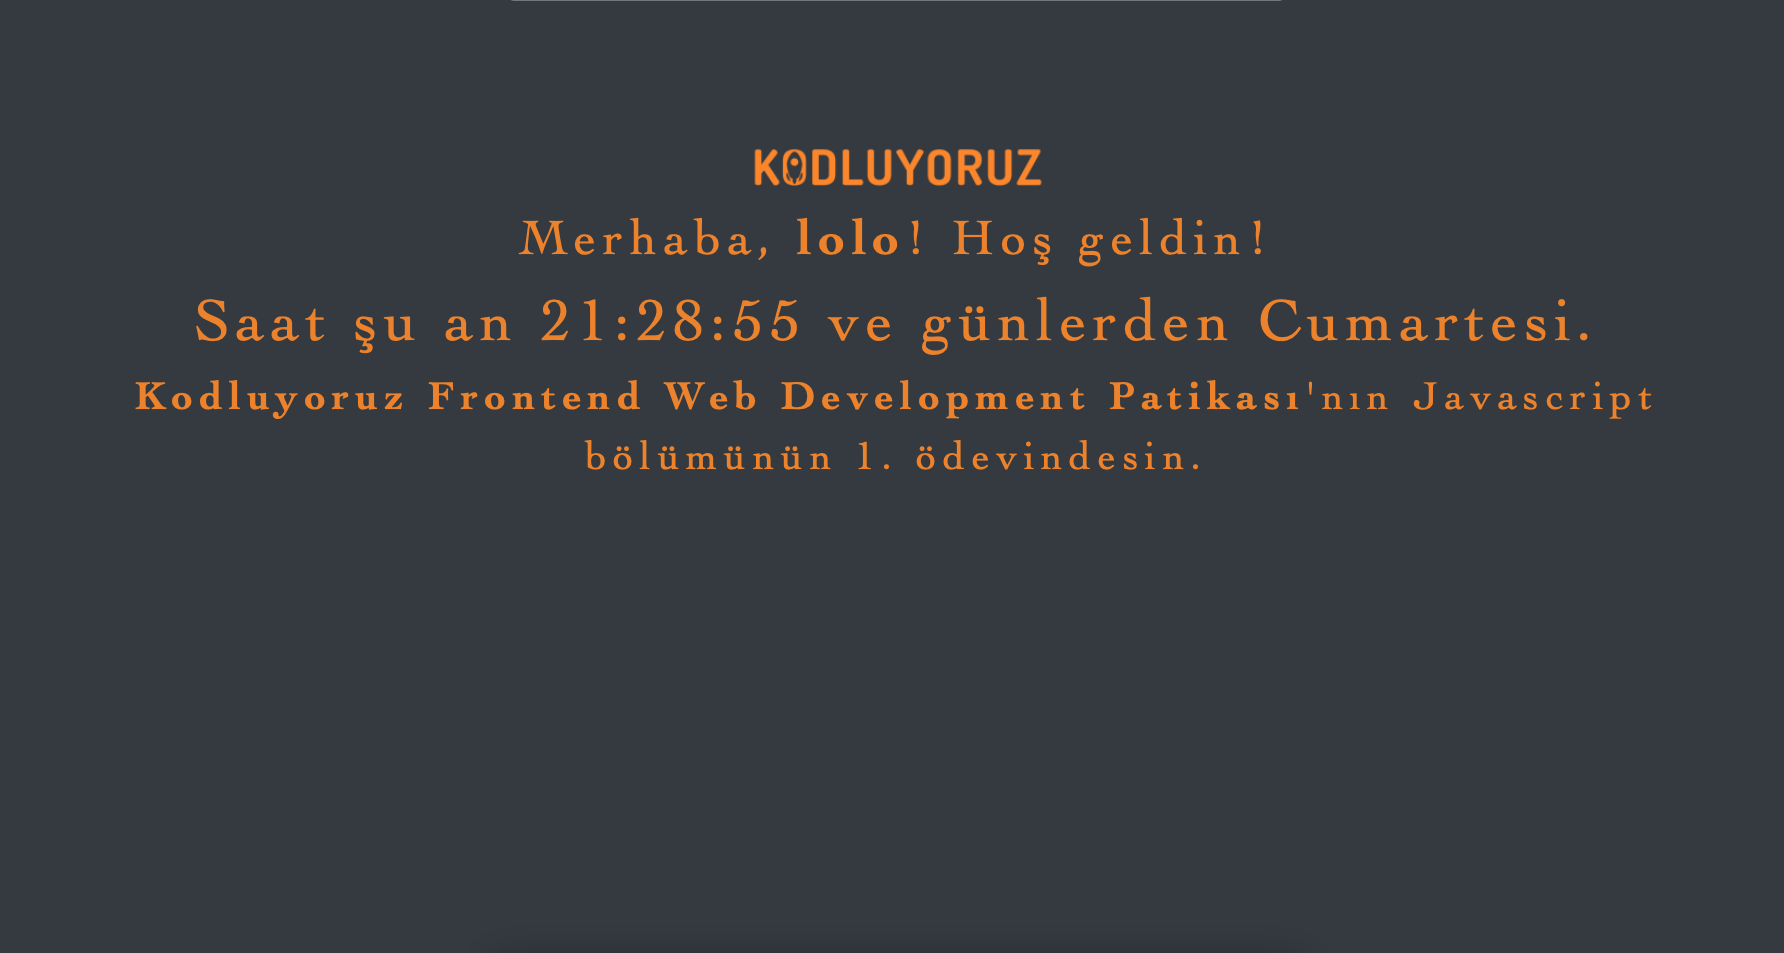 KODLUYORUZ
Merhaba, lolo! Hoş geldin!
Saat şu an 21:28:55 ve günlerden Cumartesi.
Kodluyoruz Frontend Web Development Patikası'nın Javascript
bölümünün 1. ödevindesin.